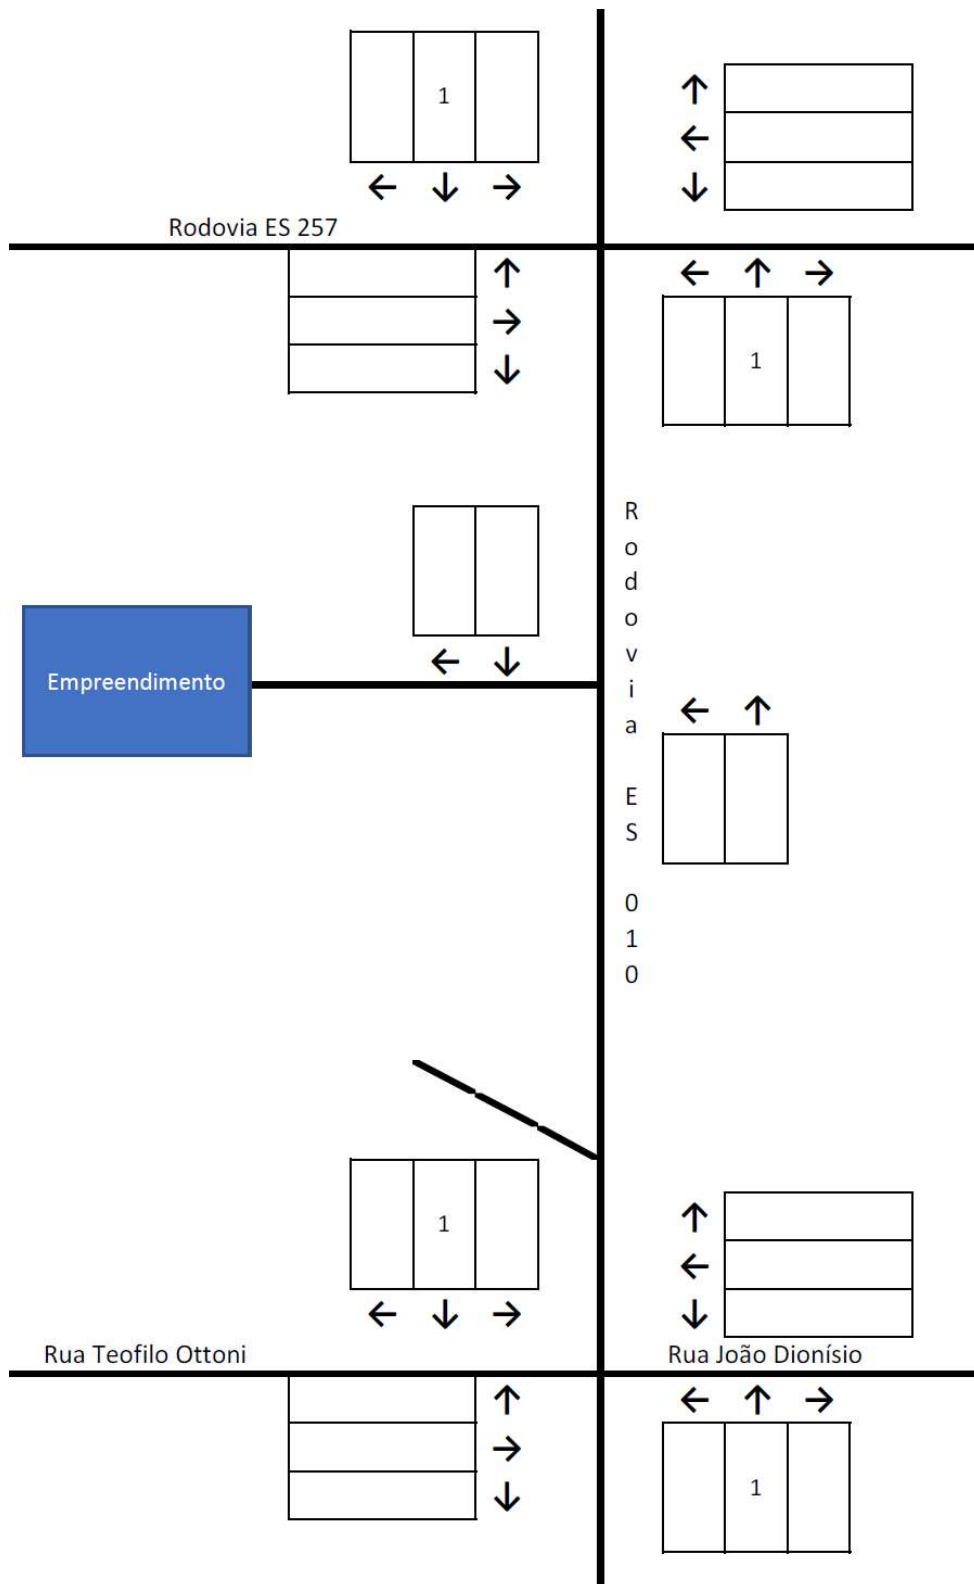 1
Rodovia ES 257
1
Rodovia ES 010
Empreendimento
1
Rua Teofilo Ottoni
Rua João Dionísio
1